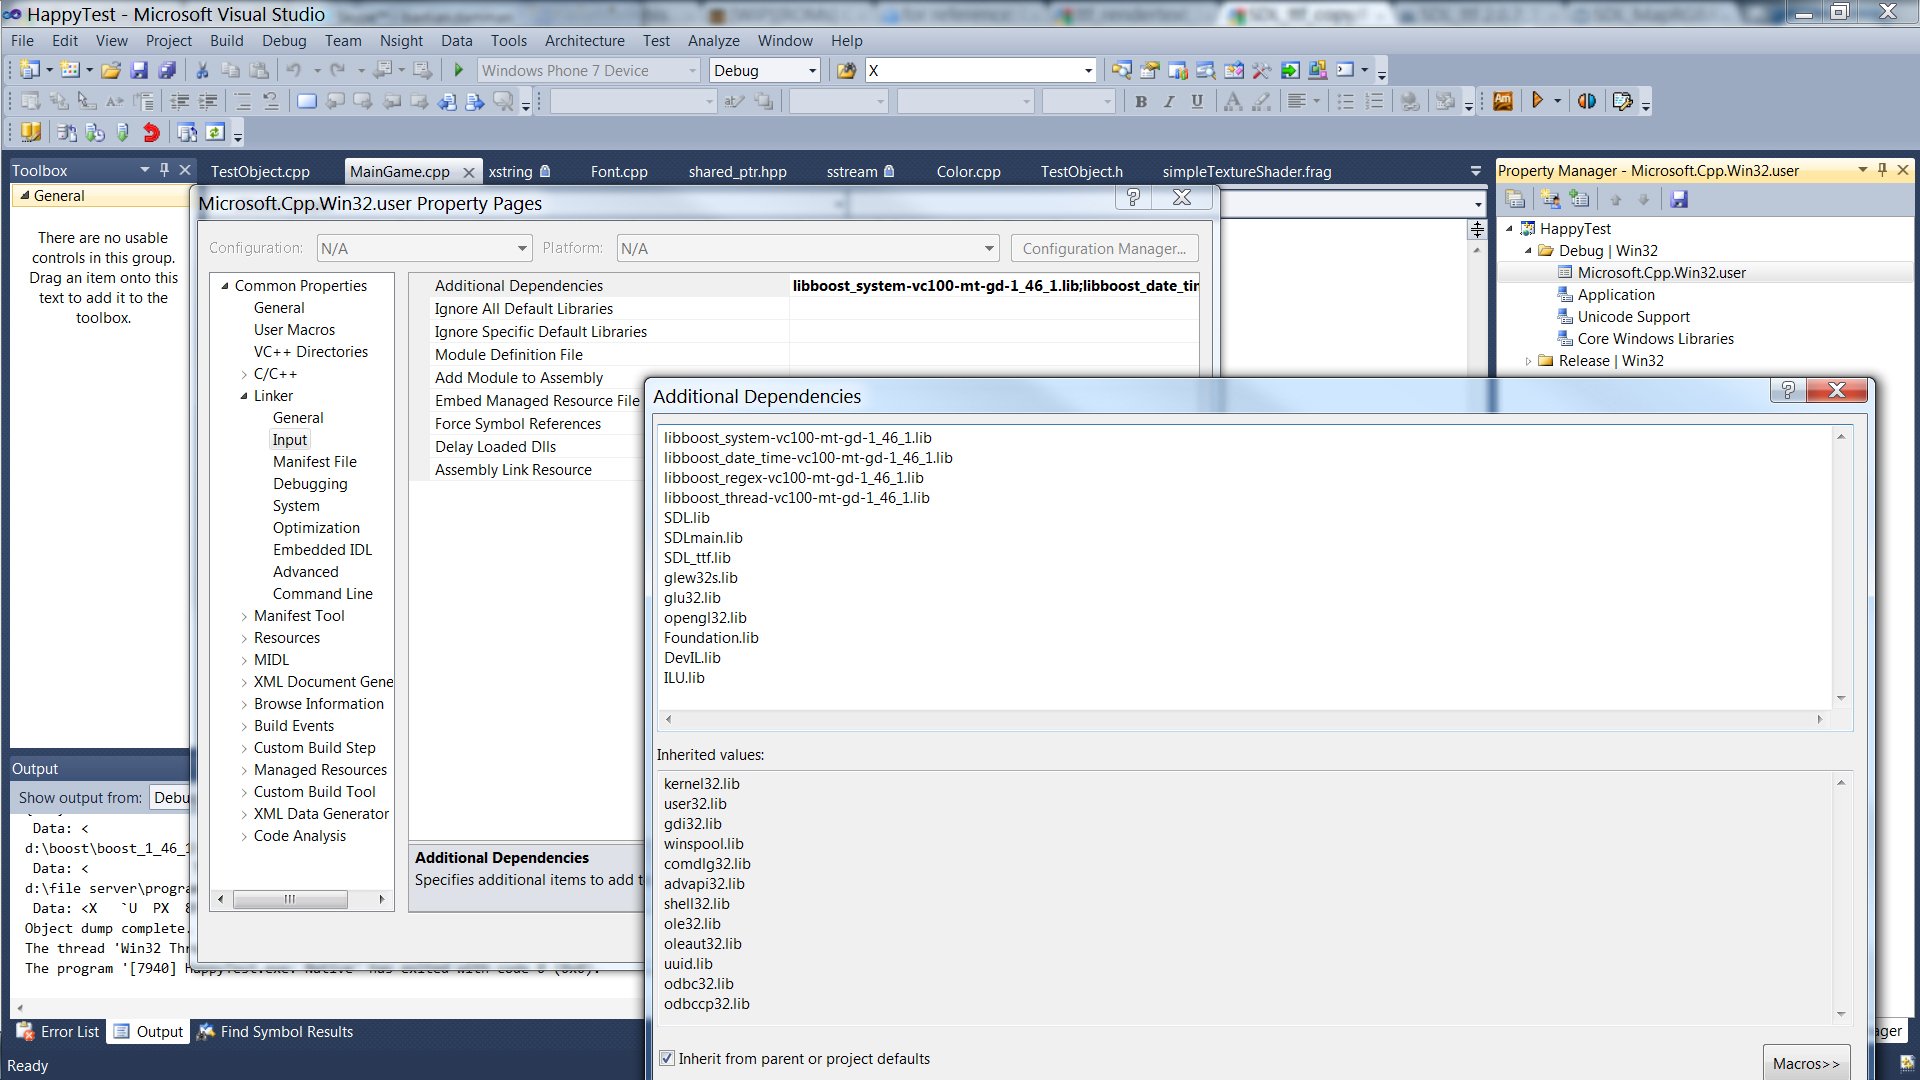 HappyTest - Microsoft Visual Studio
File Edit View Project Build Debug Team Nsight Data Tools Architecture Test Analyze Window Help
Windows Phone 7 Device
Debug
X
B I U
Am
Toolbox
General
There are no usable
controls in this group.
Drag an item onto this
text to add it to the
toolbox.
TestObject.cpp MainGame.cpp xstring Font.cpp shared_ptr.hpp sstream Color.cpp TestObject.h simpleTextureShader.frag
Microsoft.Cpp.Win32.user Property Pages
Configuration: N/A Platform: N/A Configuration Manager...
Common Properties
General
User Macros
VC++ Directories
C/C++
Linker
General
Input
Manifest File
Debugging
System
Optimization
Embedded IDL
Advanced
Command Line
Manifest Tool
Resources
MIDL
XML Document Gene
Browse Information
Build Events
Custom Build Step
Managed Resources
Custom Build Tool
XML Data Generator
Code Analysis
Additional Dependencies libboost_system-vc100-mt-gd-1_46_1.lib;libboost_date_tin
Ignore All Default Libraries
Ignore Specific Default Libraries
Module Definition File
Add Module to Assembly
Embed Managed Resource File
Force Symbol References
Delay Loaded Dlls
Assembly Link Resource
Additional Dependencies
Specifies additional items to add t
Additional Dependencies
libboost_system-vc100-mt-gd-1_46_1.lib
libboost_date_time-vc100-mt-gd-1_46_1.lib
libboost_regex-vc100-mt-gd-1_46_1.lib
libboost_thread-vc100-mt-gd-1_46_1.lib
SDL.lib
SDLmain.lib
SDL_ttf.lib
glew32s.lib
glu32.lib
opengl32.lib
Foundation.lib
DevIL.lib
ILU.lib
Inherited values:
kernel32.lib
user32.lib
gdi32.lib
winspool.lib
comdlg32.lib
advapi32.lib
shell32.lib
ole32.lib
oleaut32.lib
uuid.lib
odbc32.lib
odbccp32.lib
Inherit from parent or project defaults
Macros>>
Property Manager - Microsoft.Cpp.Win32.user
HappyTest
Debug | Win32
Microsoft.Cpp.Win32.user
Application
Unicode Support
Core Windows Libraries
Release | Win32
ager
Output
Show output from: Debu
Data: <
d:\boost\boost_1_46_1
Data: <
d:\file server\progra
Data: <X `U PX 8
Object dump complete.
The thread 'Win32 Thr
The program '[7940] HappyTest.exe: Native' has exited with code 0 (0x0).
Error List Output Find Symbol Results
Ready